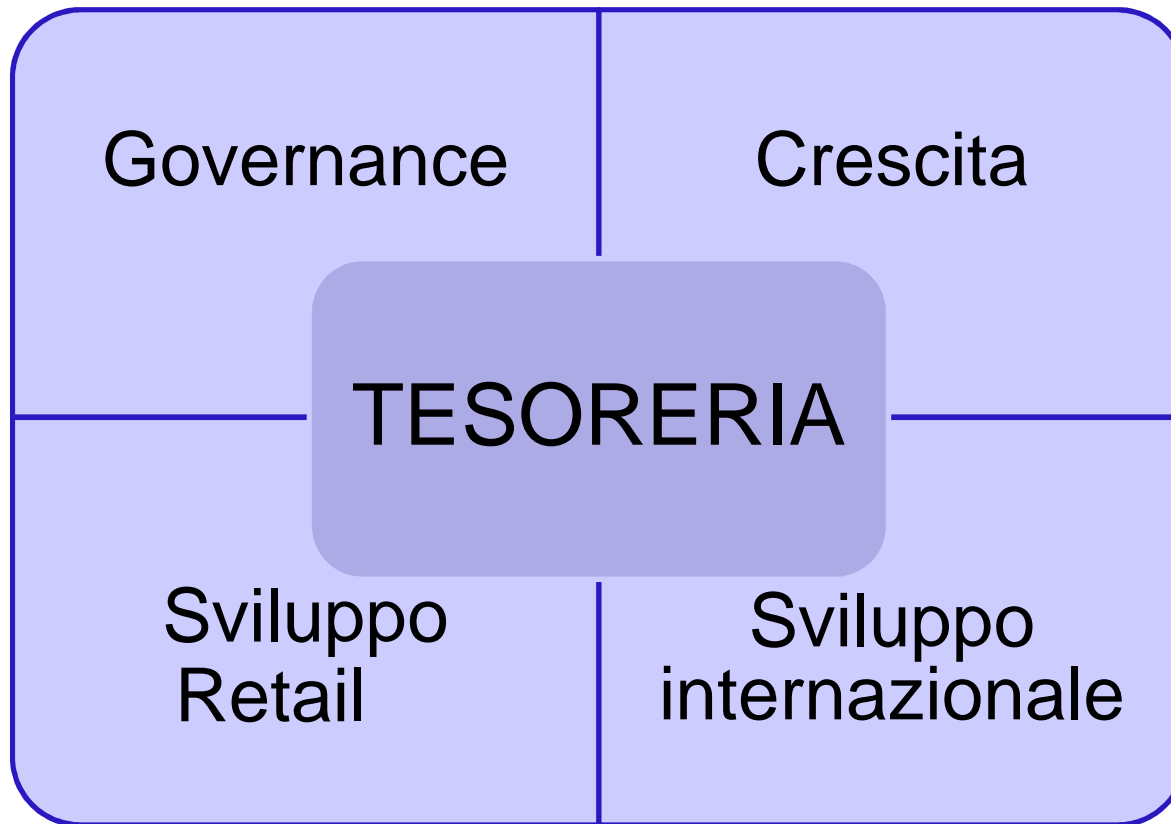 Governance
Crescita
TESORERIA
Sviluppo
Retail
Sviluppo
internazionale